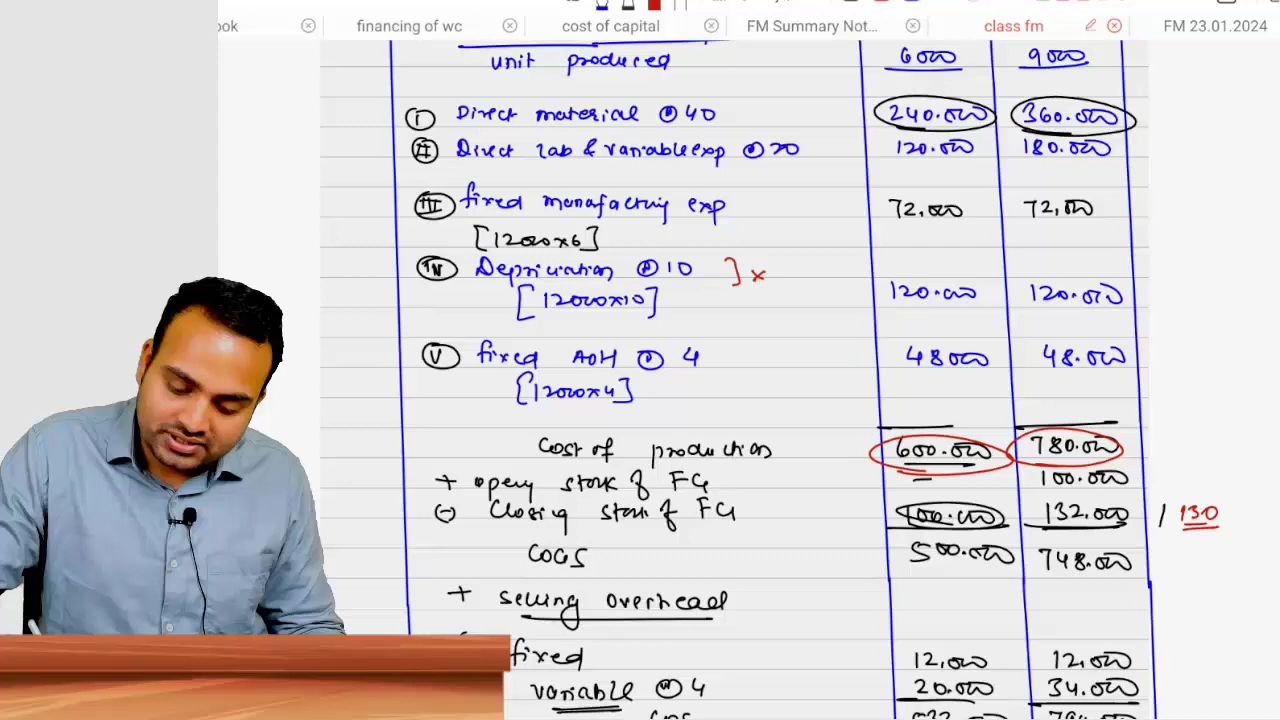 ook financing of wc cost of capital FM Summary Not... class fm FM 23.01.2024
unit produced 6000 9000
I Direct material @ 40 240.000 360.000
II Direct lab & variable exp @ 20 120.000 180.000
III fixed manufacturing exp 72,000 72,000
[12000x6]
IV Depriciation @ 10 ] x
[12000x10] 120.000 120.000
V fixed AOH @ 4 48000 48.000
[12000x4]
Cost of production 600.000 780.000
+ openg stock of FG - 100.000
(-) Closing stock of FG 100.000 132.000 / 130
COGS 500.000 748.000
+ selling overhead
fixed 12,000 12,000
variable @ 4 20.000 34.000